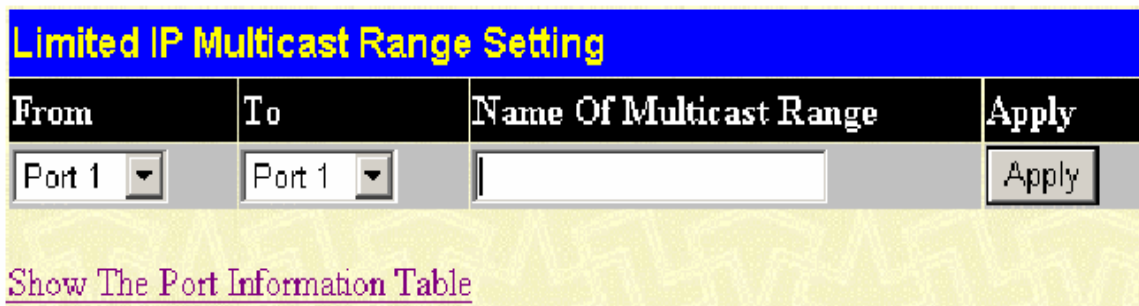 Limited IP Multicast Range Setting
From To Name Of Multicast Range Apply
Port 1 Port 1 Apply
Show The Port Information Table